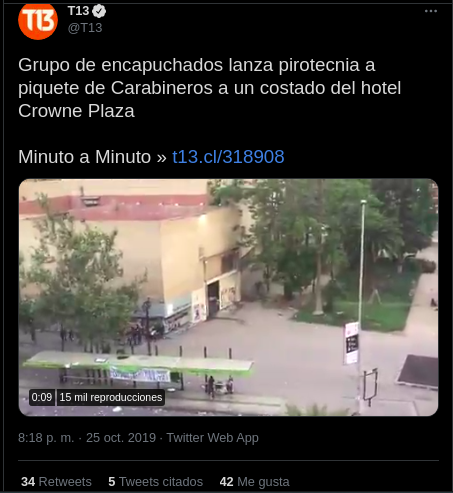 T13
T13
@T13
Grupo de encapuchados lanza pirotecnia a
piquete de Carabineros a un costado del hotel
Crowne Plaza
Minuto a Minuto » t13.cl/318908
0:09 15 mil reproducciones
8:18 p. m. · 25 oct. 2019 · Twitter Web App
34 Retweets 5 Tweets citados 42 Me gusta